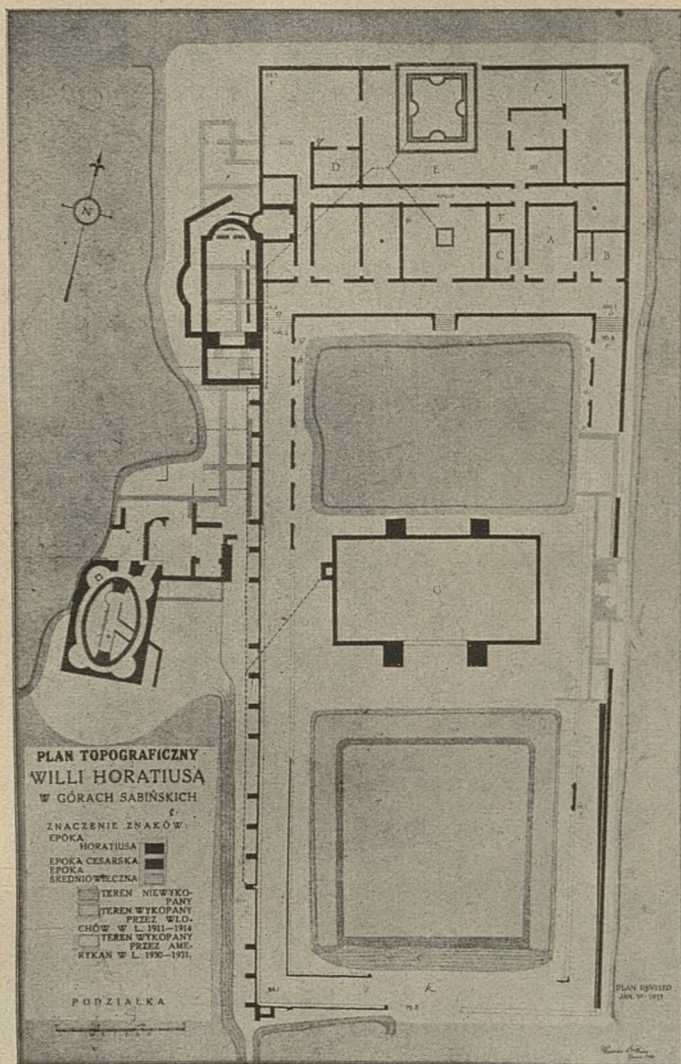 D
E
F
A
C
B
N
G
k
PLAN TOPOGRAFICZNY
WILLI HORATIUSA
W GÓRACH SABIŃSKICH
ZNACZENIE ZNAKÓW:
EPOKA
HORATIUSA
EPOKA CESARSKA
EPOKA
ŚREDNIOWIECZNA
TEREN NIEWYKO-
PANY
TEREN WYKOPANY
PRZEZ WŁO-
CHÓW W L. 1911—1914
TEREN WYKOPANY
PRZEZ AME-
RYKAN W L. 1930—1931.
PODZIAŁKA
PLAN REVISED